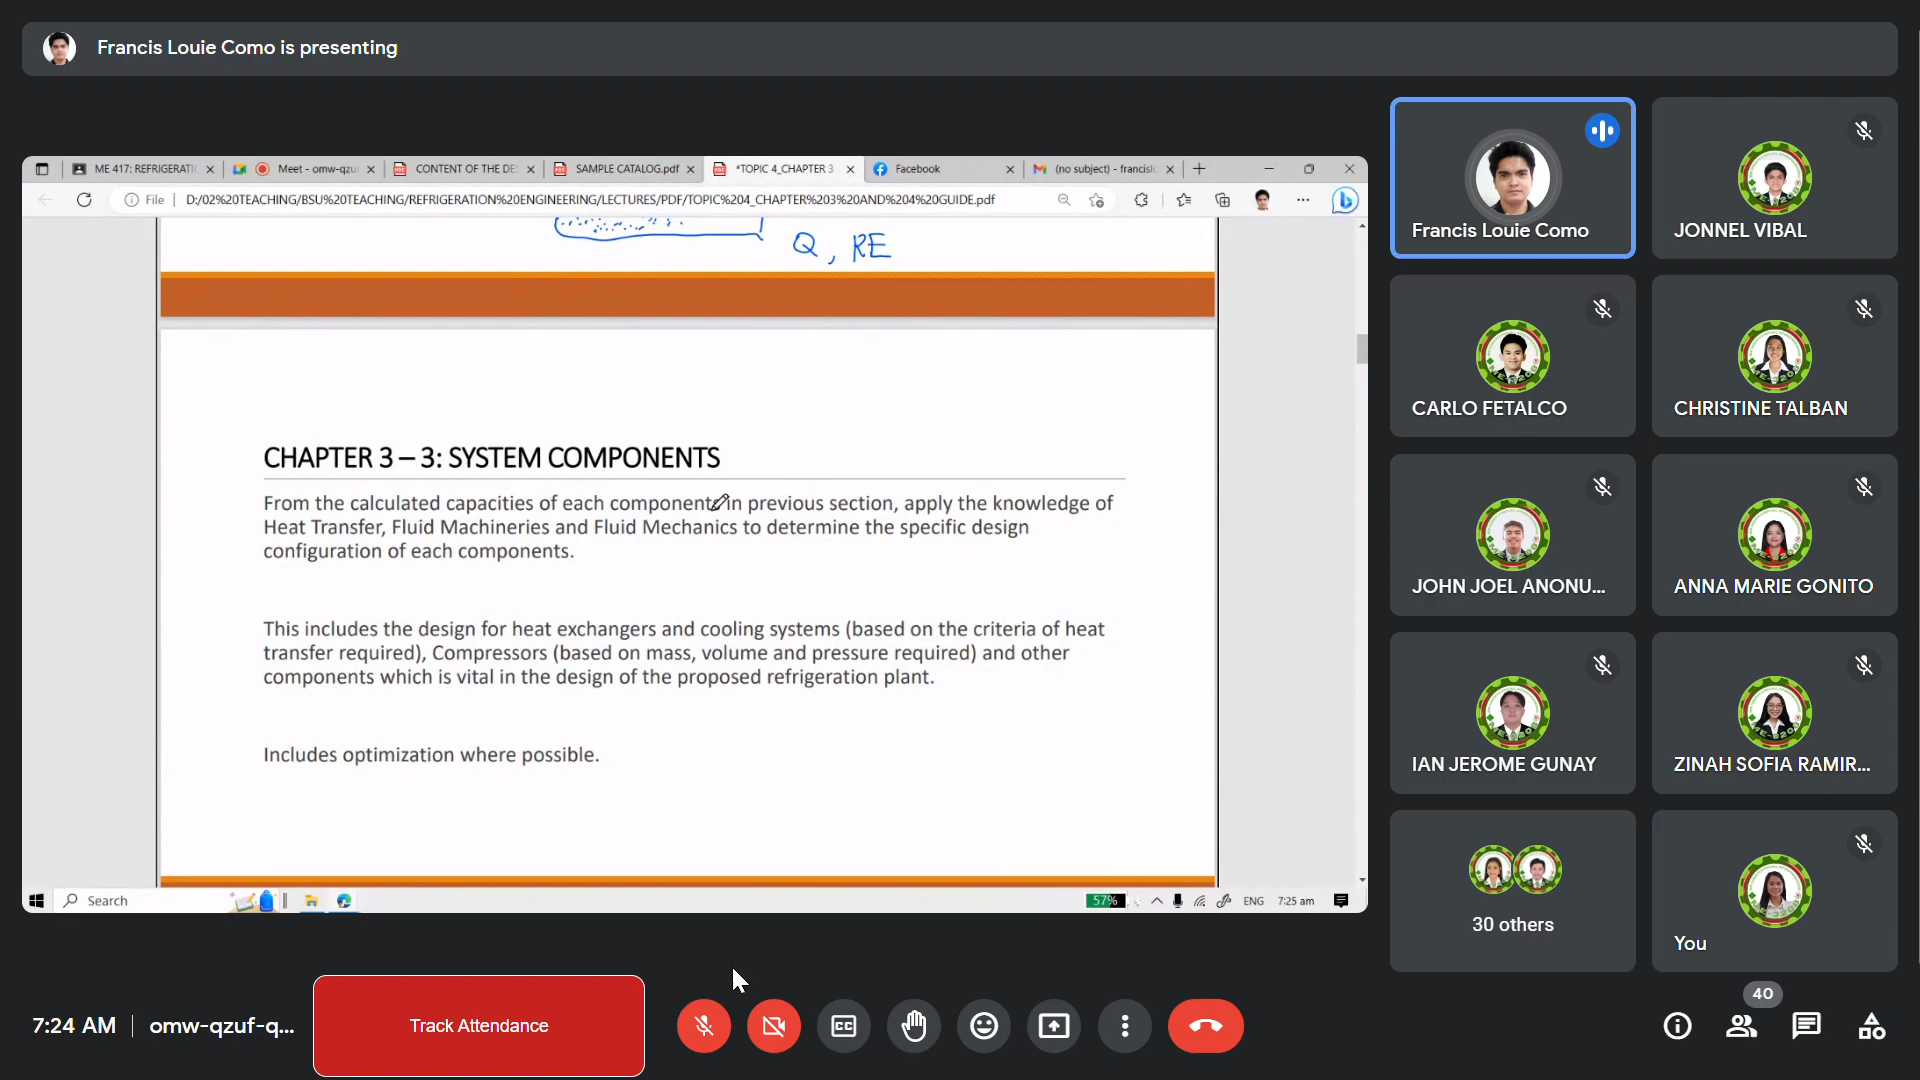 Francis Louie Como is presenting
ME 417: REFRIGERATI
Meet - omw-qzu
CONTENT OF THE DE
SAMPLE CATALOG.pdf
*TOPIC 4_CHAPTER 3
Facebook
(no subject) - francisl
File
D:/02%20TEACHING/BSU%20TEACHING/REFRIGERATION%20ENGINEERING/LECTURES/PDF/TOPIC%204_CHAPTER%203%20AND%204%20GUIDE.pdf
Q, RE
CHAPTER 3 – 3: SYSTEM COMPONENTS
From the calculated capacities of each components in previous section, apply the knowledge of
Heat Transfer, Fluid Machineries and Fluid Mechanics to determine the specific design
configuration of each components.
This includes the design for heat exchangers and cooling systems (based on the criteria of heat
transfer required), Compressors (based on mass, volume and pressure required) and other
components which is vital in the design of the proposed refrigeration plant.
Includes optimization where possible.
Search
57%
ENG
7:25 am
Francis Louie Como
JONNEL VIBAL
CARLO FETALCO
CHRISTINE TALBAN
JOHN JOEL ANONU...
ANNA MARIE GONITO
IAN JEROME GUNAY
ZINAH SOFIA RAMIR...
30 others
You
7:24 AM
omw-qzuf-q...
Track Attendance
CC
40